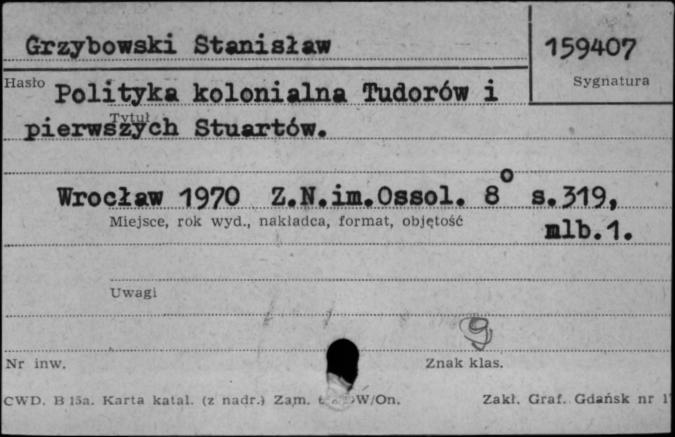 Grzybowski Stanisław
159407
Hasło
Sygnatura
Polityka kolonialna Tudorów i
Tytuł
pierwszych Stuartów.
Wrocław 1970 Z.N.im.Ossol. 8° s.319,
Miejsce, rok wyd., nakładca, format, objętość
mlb.1.
Uwagi
Nr inw.
Znak klas.
CWD. B 15a. Karta katal. (z nadr.) Zam. W/On.
Zakł. Graf. Gdańsk nr